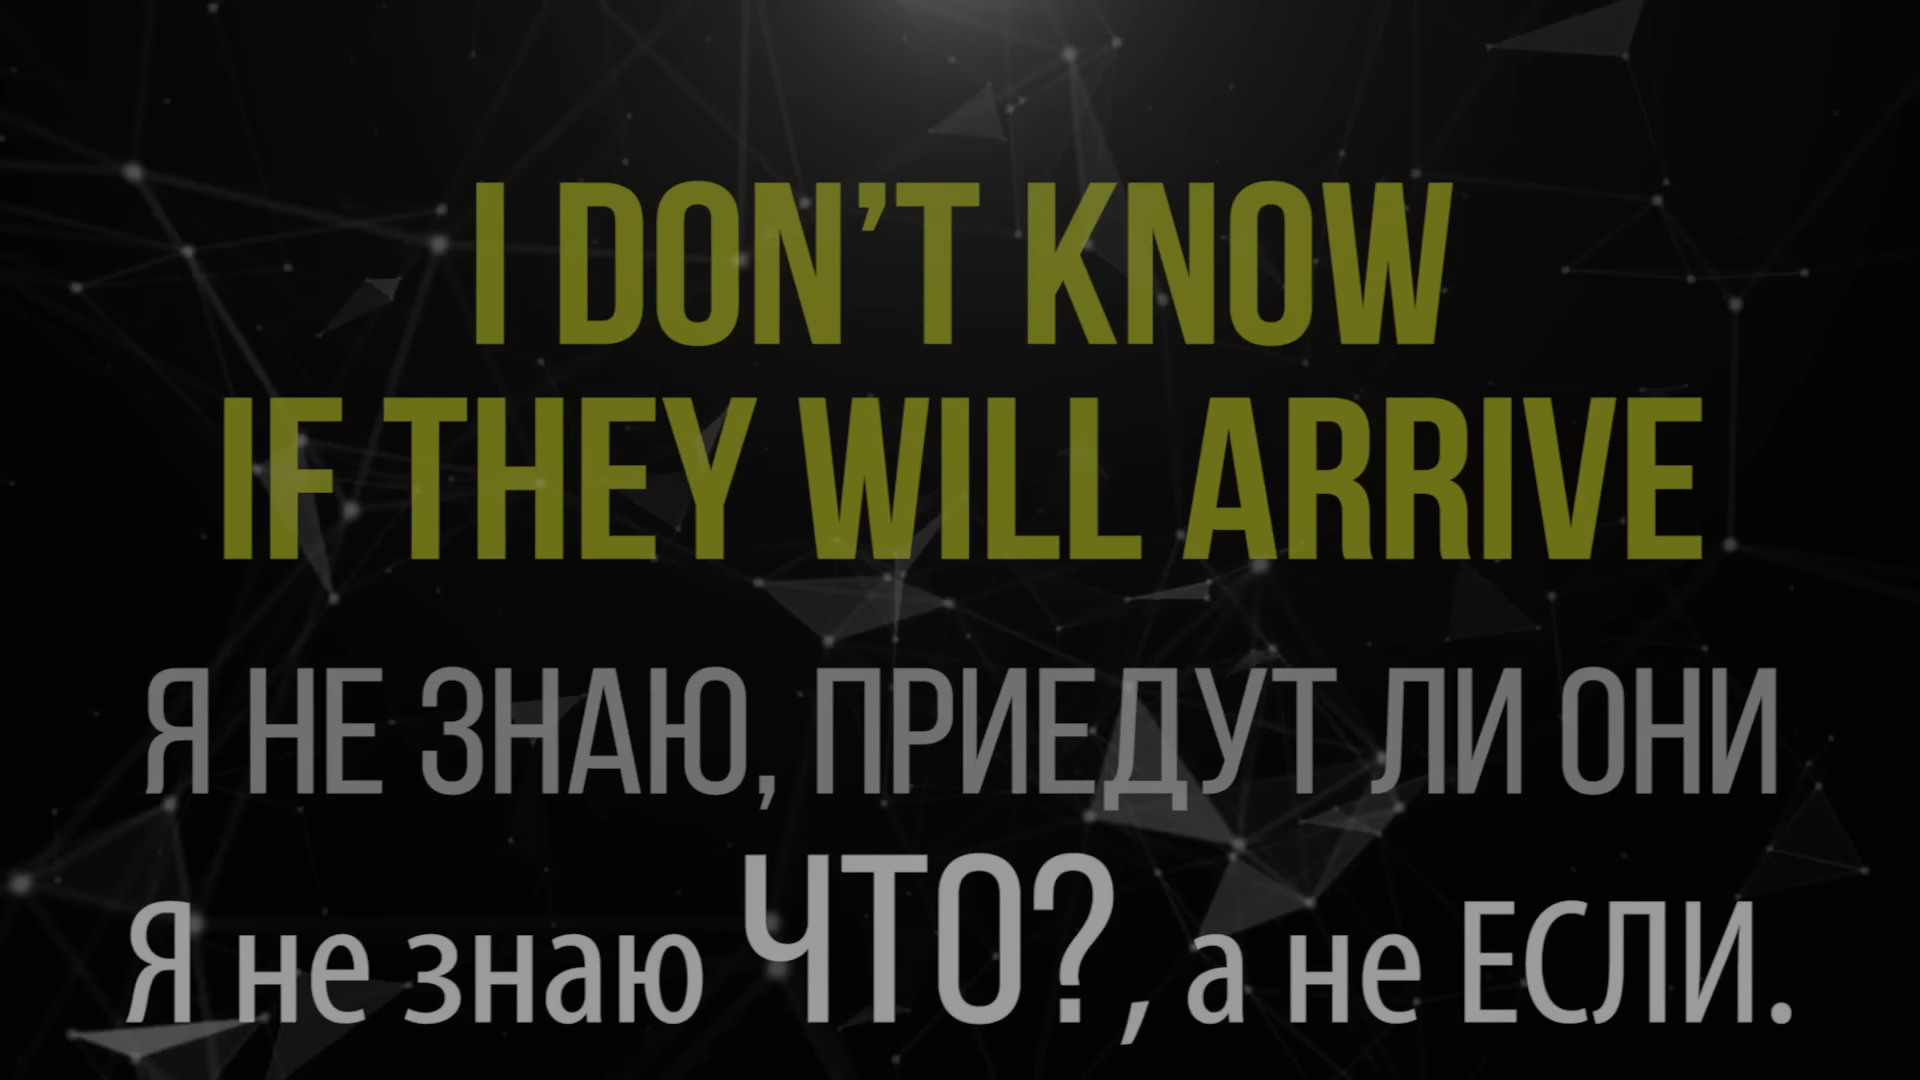 I DON’T KNOW
IF THEY WILL ARRIVE
Я НЕ ЗНАЮ, ПРИЕДУТ ЛИ ОНИ
Я не знаю ЧТО?, а не ЕСЛИ.